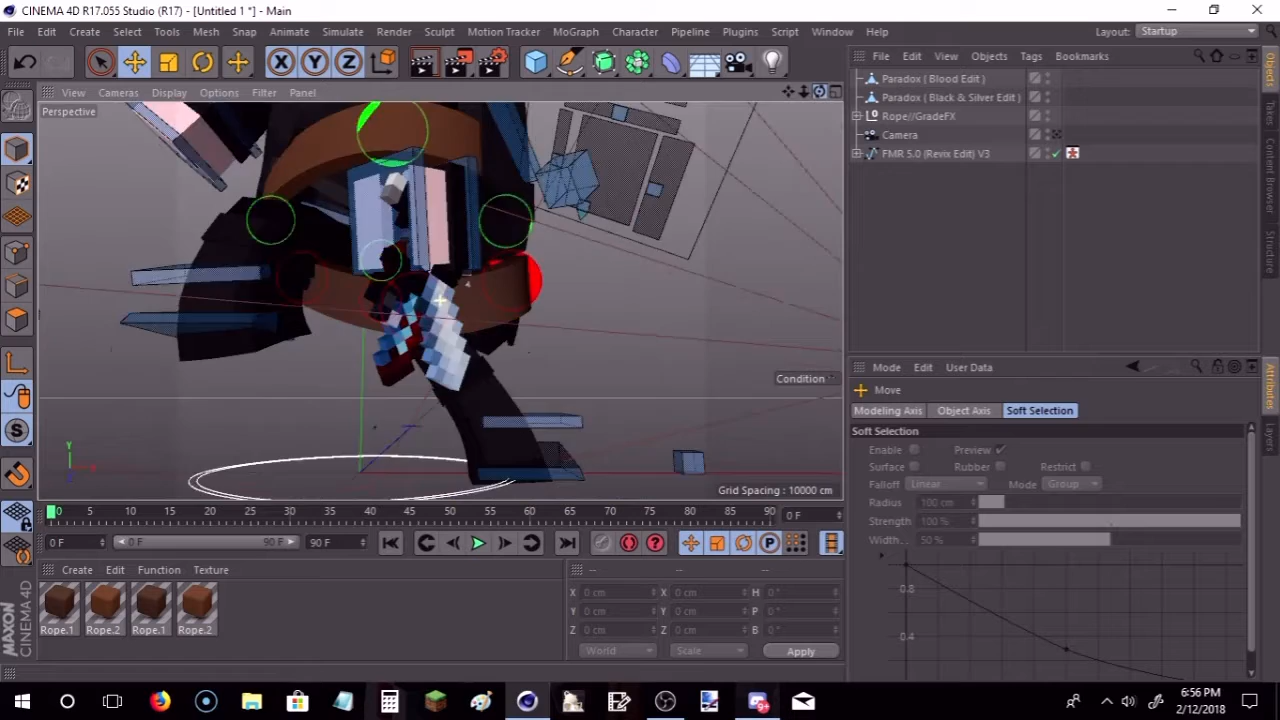 CINEMA 4D R17.055 Studio (R17) - [Untitled 1 *] - Main
File Edit Create Select Tools Mesh Snap Animate Simulate Render Sculpt Motion Tracker MoGraph Character Pipeline Plugins Script Window Help Layout: Startup
X Y Z
File Edit View Objects Tags Bookmarks
View Cameras Display Options Filter Panel
Perspective
Paradox ( Blood Edit )
Paradox ( Black & Silver Edit )
Rope//GradeFX
Camera
FMR 5.0 (Revix Edit) V3
Objects
Takes
Content Browser
Structure
Condition
Y
Grid Spacing : 10000 cm
Mode Edit User Data
Move
Modeling Axis Object Axis Soft Selection
Soft Selection
Enable Preview
Surface Rubber Restrict
Falloff Linear Mode Group
Radius 100 cm
Strength 100 %
Width.. 50 %
0.8
0.4
Attributes
Layers
0 5 10 15 20 25 30 35 40 45 50 55 60 65 70 75 80 85 90 0 F
0 F 0 F 90 F 90 F
P
Create Edit Function Texture
Rope.1 Rope.2 Rope.1 Rope.2
-- -- --
X 0 cm X 0 cm H 0 °
Y 0 cm Y 0 cm P 0 °
Z 0 cm Z 0 cm B 0 °
World Scale Apply
MAXON
CINEMA 4D
6:56 PM
2/12/2018